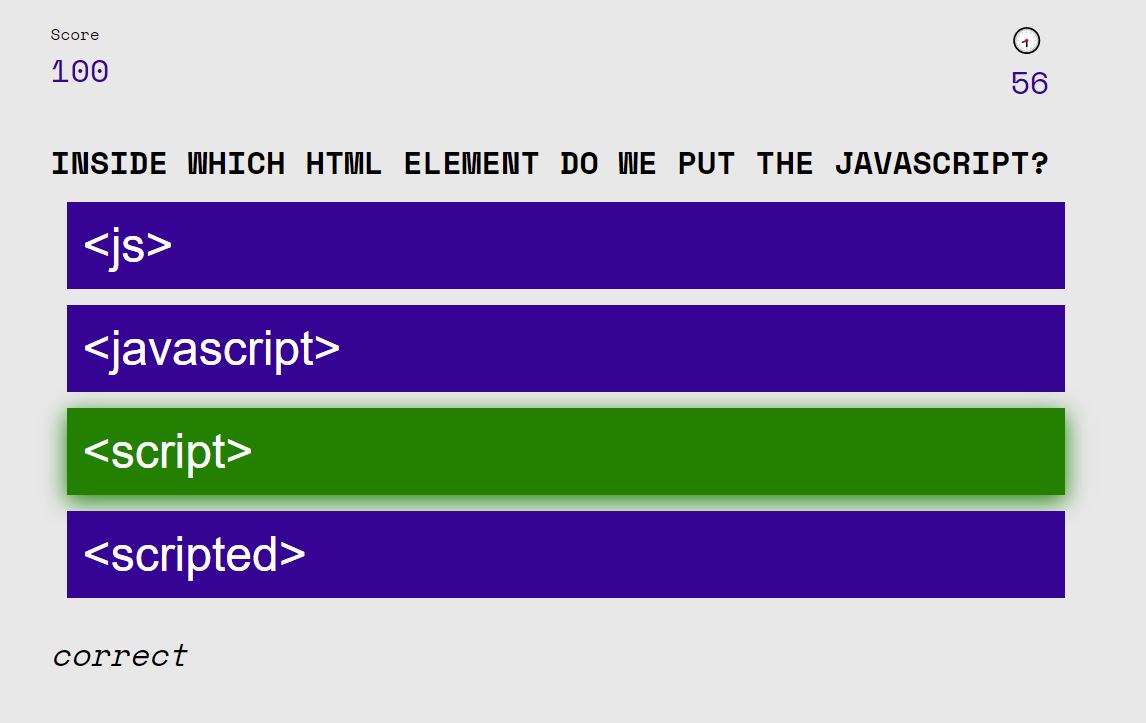 Score
100
56
INSIDE WHICH HTML ELEMENT DO WE PUT THE JAVASCRIPT?
<js>
<javascript>
<script>
<scripted>
correct